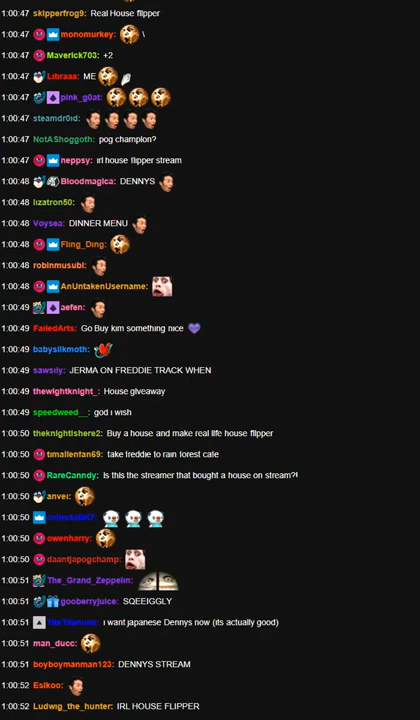 1:00:47 skipperfrog9: Real House flipper
1:00:47 monomurkey: \
1:00:47 Maverick703: +2
1:00:47 Libraaa: ME
1:00:47 pink_g0at:
1:00:47 steamdr0id:
1:00:47 NotAShoggoth: pog champion?
1:00:47 neppsy: irl house flipper stream
1:00:48 Bloodmagica: DENNYS
1:00:48 lizatron50:
1:00:48 Voysea: DINNER MENU
1:00:48 Fling_Ding:
1:00:48 robinmusubi:
1:00:48 AnUntakenUsername:
1:00:49 aefen:
1:00:49 FailedArts: Go Buy kim something nice
1:00:49 babysilkmoth:
1:00:49 sawsily: JERMA ON FREDDIE TRACK WHEN
1:00:49 thewightknight_: House giveaway
1:00:49 speedweed__: god i wish
1:00:50 theknightishere2: Buy a house and make real life house flipper
1:00:50 timallenfan69: take freddie to rain forest cafe
1:00:50 RareCanndy: Is this the streamer that bought a house on stream?!
1:00:50 anvei:
1:00:50
1:00:50 owenharry:
1:00:50 daantjapogchamp:
1:00:51 The_Grand_Zeppelin:
1:00:51 gooberryjuice: SQEEIGGLY
1:00:51 i want japanese Dennys now (its actually good)
1:00:51 man_ducc:
1:00:51 boyboymanman123: DENNYS STREAM
1:00:52 Esikoo:
1:00:52 Ludwig_the_hunter: IRL HOUSE FLIPPER